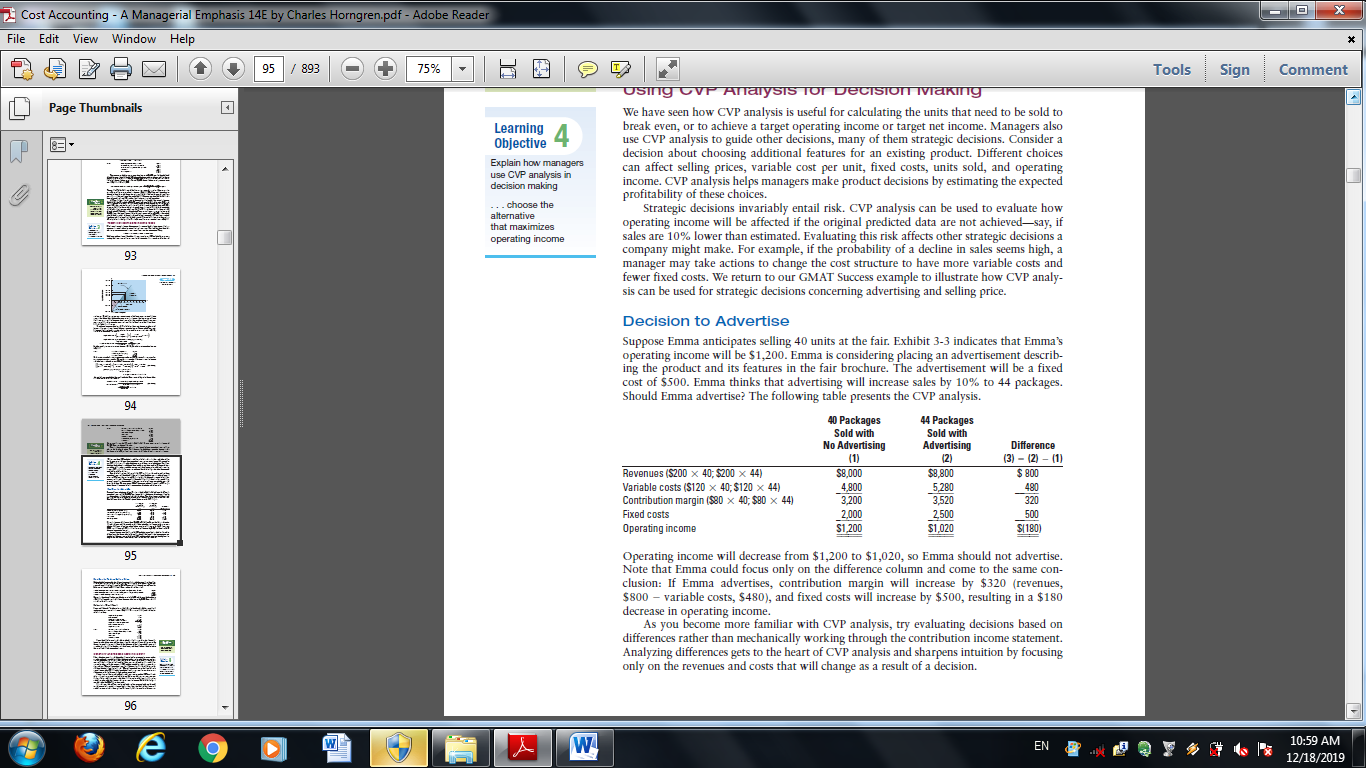 Cost Accounting - A Managerial Emphasis 14E by Charles Horngren.pdf - Adobe Reader
File Edit View Window Help
95 / 893 75% Tools Sign Comment
Page Thumbnails
93
94
95
96
Using CVP Analysis for Decision Making
Learning
Objective 4
Explain how managers
use CVP analysis in
decision making
. . . choose the
alternative
that maximizes
operating income
We have seen how CVP analysis is useful for calculating the units that need to be sold to
break even, or to achieve a target operating income or target net income. Managers also
use CVP analysis to guide other decisions, many of them strategic decisions. Consider a
decision about choosing additional features for an existing product. Different choices
can affect selling prices, variable cost per unit, fixed costs, units sold, and operating
income. CVP analysis helps managers make product decisions by estimating the expected
profitability of these choices.
Strategic decisions invariably entail risk. CVP analysis can be used to evaluate how
operating income will be affected if the original predicted data are not achieved—say, if
sales are 10% lower than estimated. Evaluating this risk affects other strategic decisions a
company might make. For example, if the probability of a decline in sales seems high, a
manager may take actions to change the cost structure to have more variable costs and
fewer fixed costs. We return to our GMAT Success example to illustrate how CVP analy-
sis can be used for strategic decisions concerning advertising and selling price.
Decision to Advertise
Suppose Emma anticipates selling 40 units at the fair. Exhibit 3-3 indicates that Emma's
operating income will be $1,200. Emma is considering placing an advertisement describ-
ing the product and its features in the fair brochure. The advertisement will be a fixed
cost of $500. Emma thinks that advertising will increase sales by 10% to 44 packages.
Should Emma advertise? The following table presents the CVP analysis.
40 Packages 44 Packages
Sold with Sold with
No Advertising Advertising Difference
(1) (2) (3) = (2) − (1)
Revenues ($200 × 40; $200 × 44) $8,000 $8,800 $ 800
Variable costs ($120 × 40; $120 × 44) 4,800 5,280 480
Contribution margin ($80 × 40; $80 × 44) 3,200 3,520 320
Fixed costs 2,000 2,500 500
Operating income $1,200 $1,020 $(180)
Operating income will decrease from $1,200 to $1,020, so Emma should not advertise.
Note that Emma could focus only on the difference column and come to the same con-
clusion: If Emma advertises, contribution margin will increase by $320 (revenues,
$800 − variable costs, $480), and fixed costs will increase by $500, resulting in a $180
decrease in operating income.
As you become more familiar with CVP analysis, try evaluating decisions based on
differences rather than mechanically working through the contribution income statement.
Analyzing differences gets to the heart of CVP analysis and sharpens intuition by focusing
only on the revenues and costs that will change as a result of a decision.
EN
10:59 AM
12/18/2019